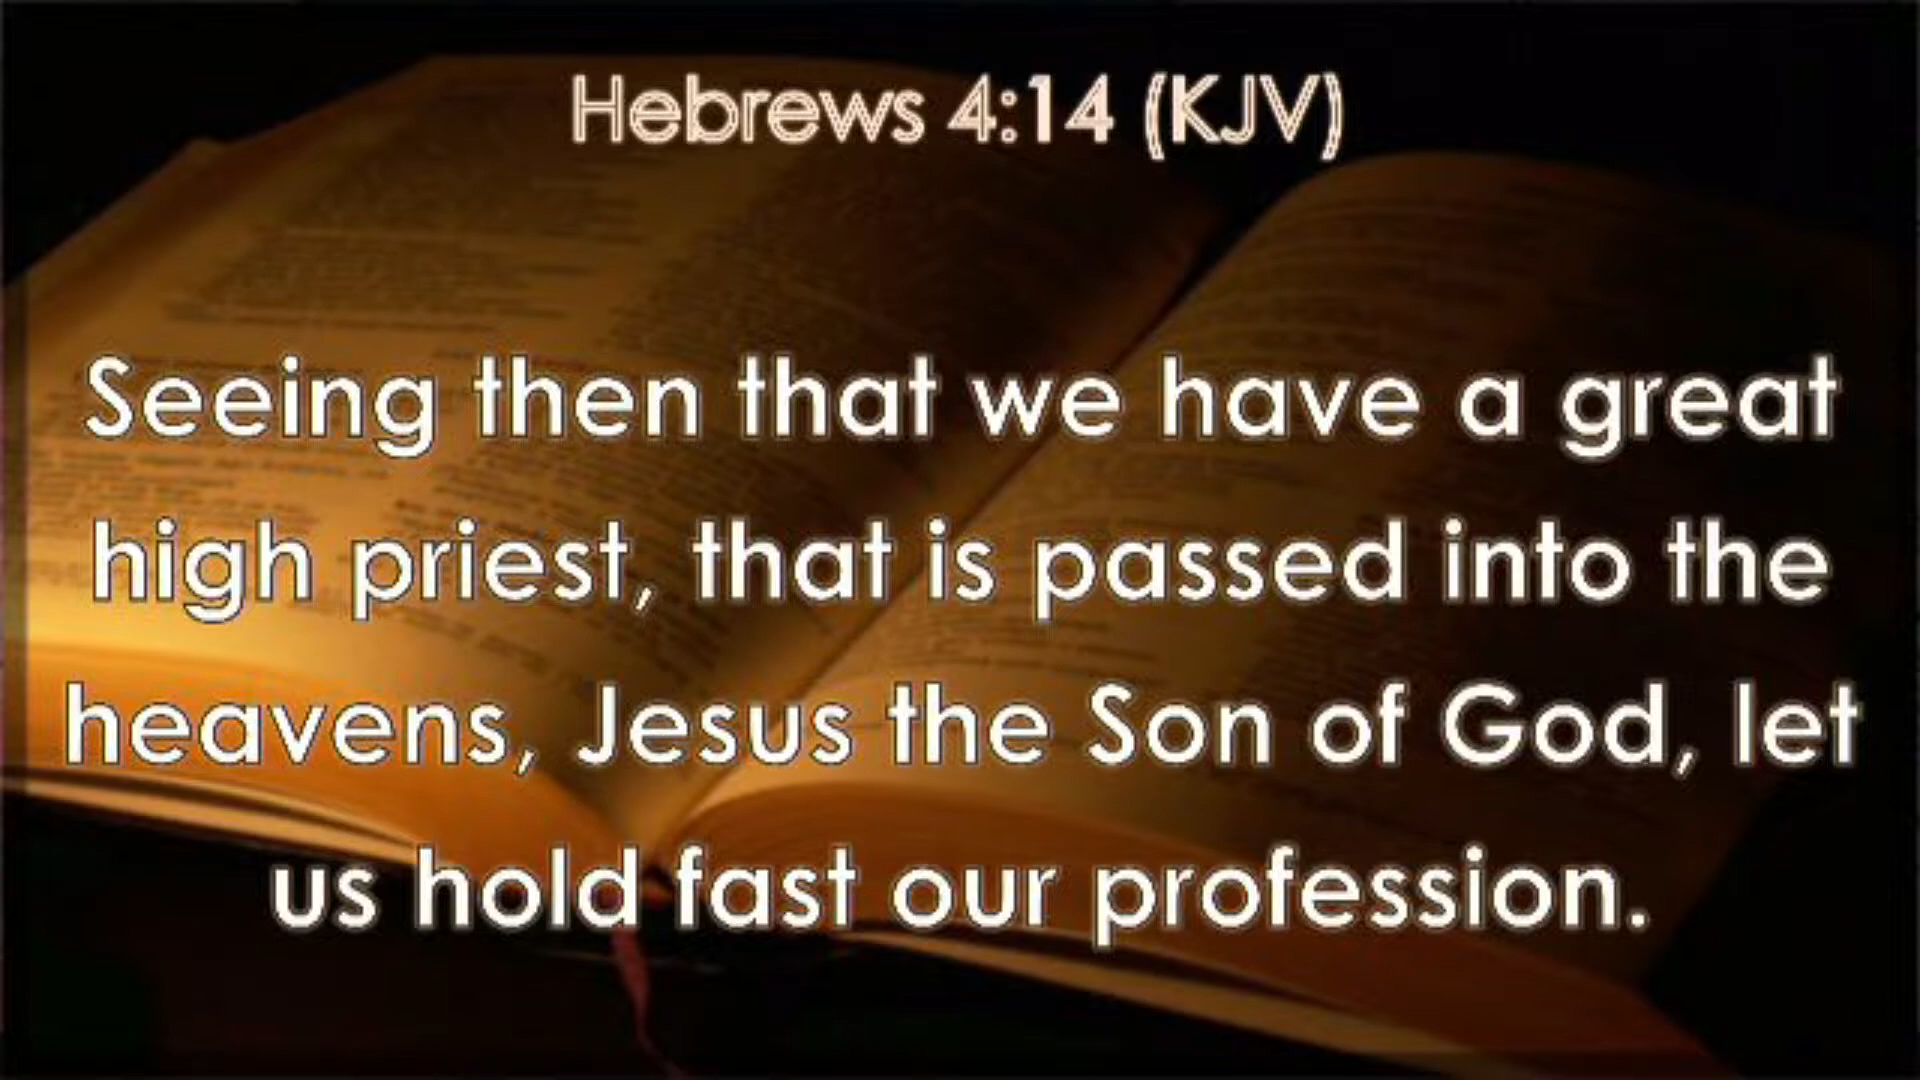 Hebrews 4:14 (KJV)
Seeing then that we have a great
high priest, that is passed into the
heavens, Jesus the Son of God, let
us hold fast our profession.